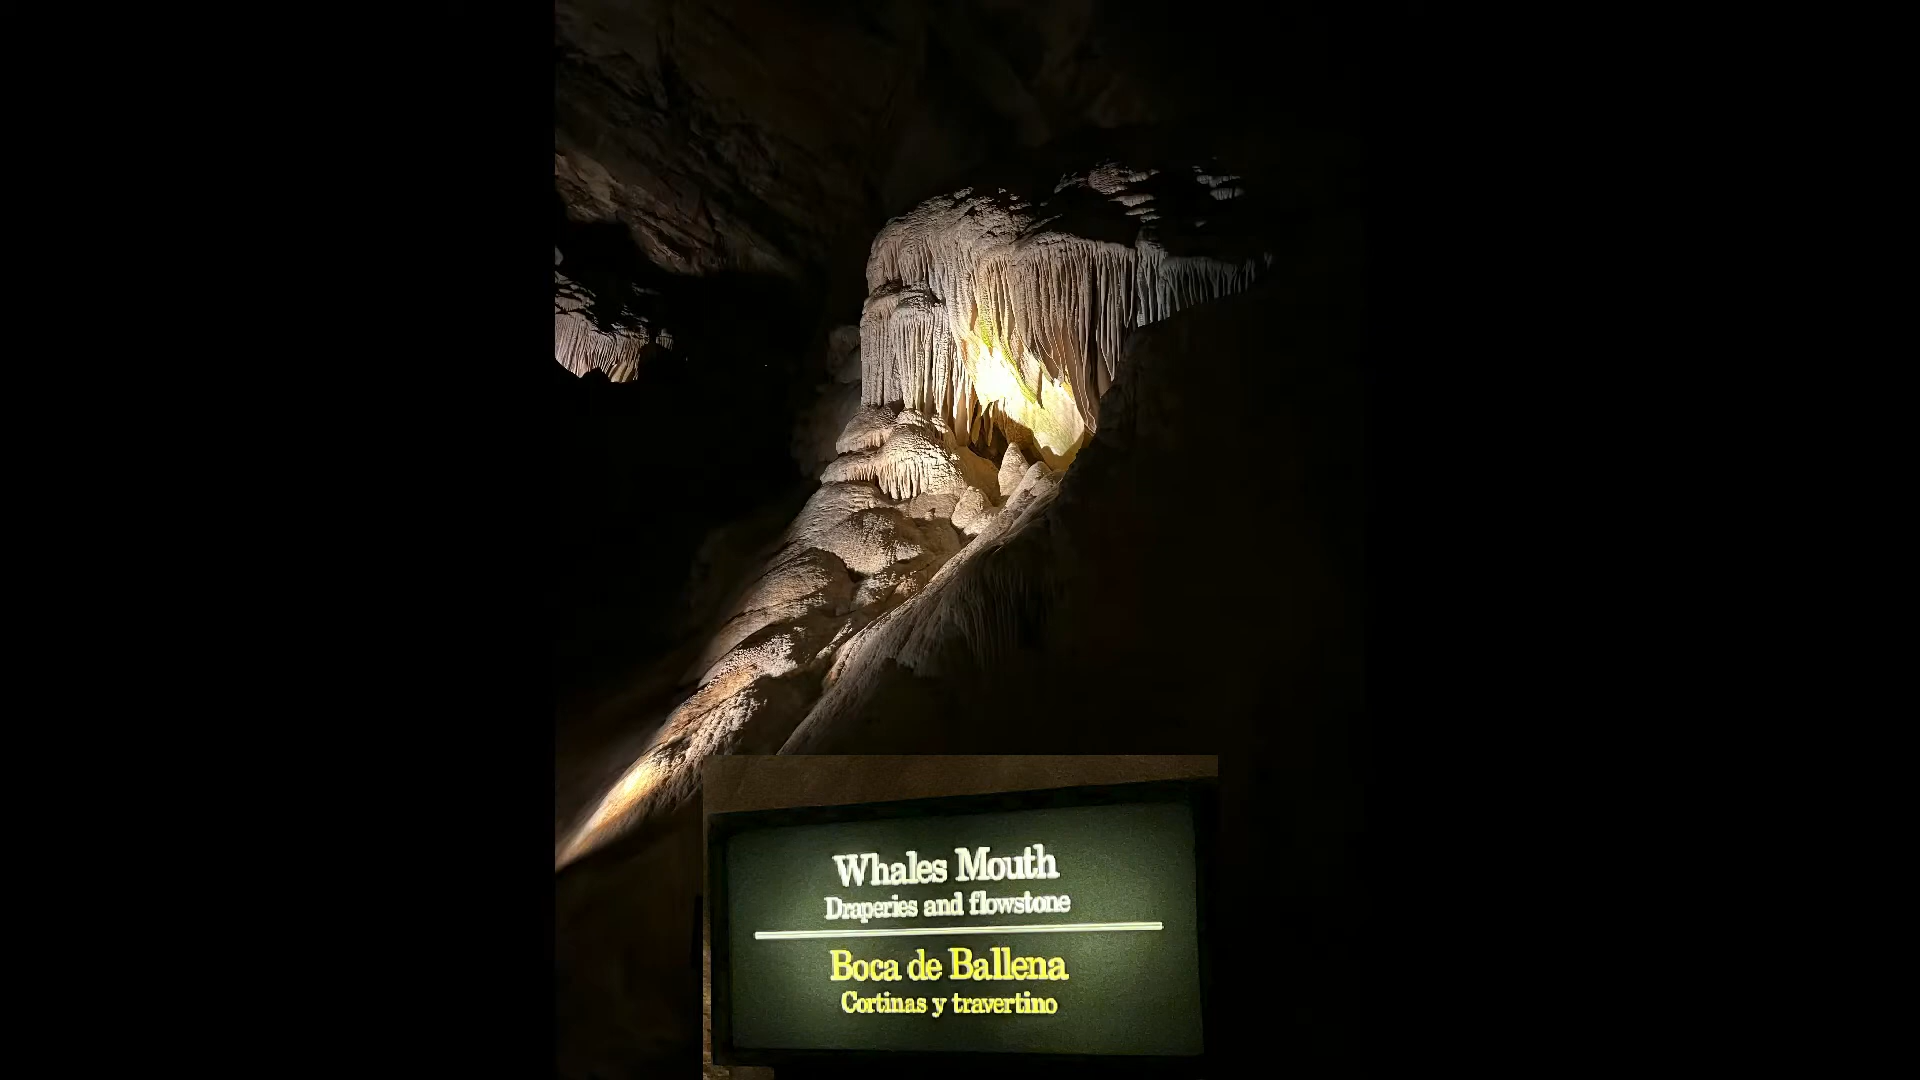 Whales Mouth
Draperies and flowstone
Boca de Ballena
Cortinas y travertino